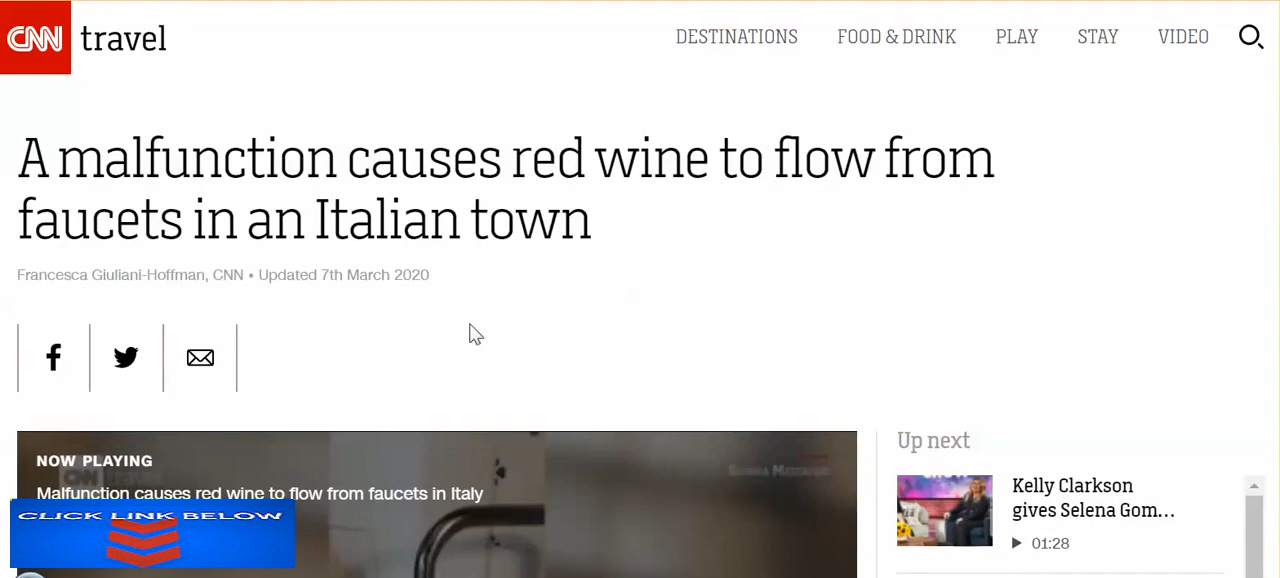 CNN travel
DESTINATIONS FOOD & DRINK PLAY STAY VIDEO
A malfunction causes red wine to flow from
faucets in an Italian town
Francesca Giuliani-Hoffman, CNN • Updated 7th March 2020
Up next
NOW PLAYING
Malfunction causes red wine to flow from faucets in Italy
CLICK LINK BELOW
Kelly Clarkson
gives Selena Gom...
01:28